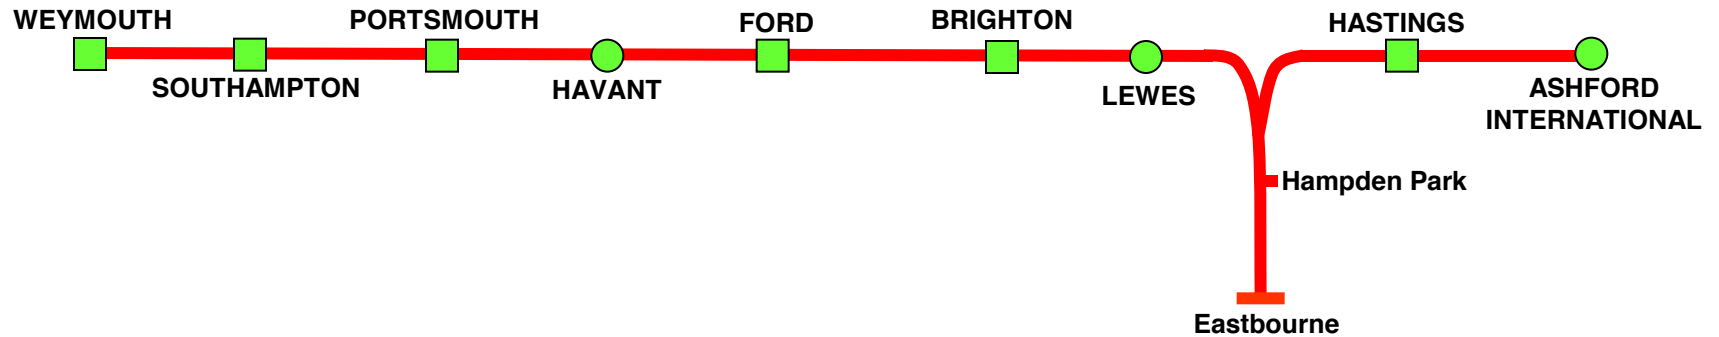 WEYMOUTH
SOUTHAMPTON
PORTSMOUTH
HAVANT
FORD
BRIGHTON
LEWES
HASTINGS
ASHFORD
INTERNATIONAL
Hampden Park
Eastbourne